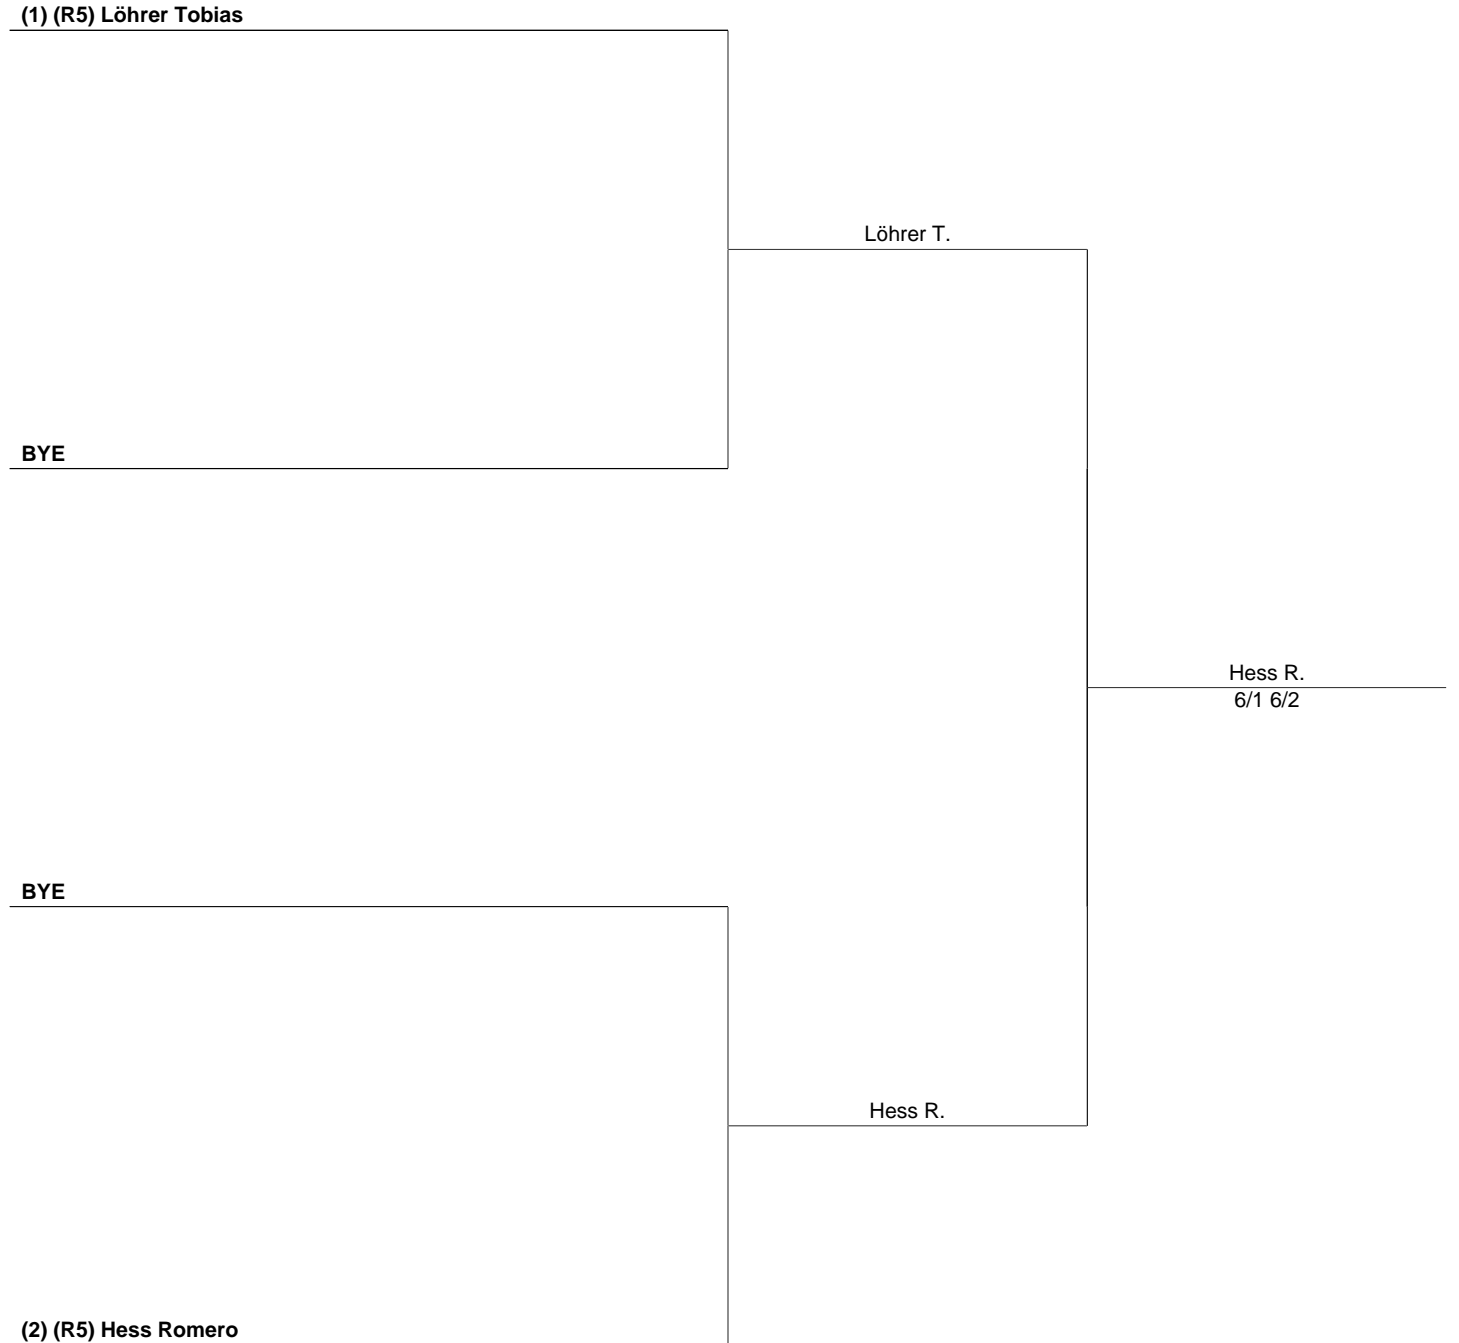 (1) (R5) Löhrer Tobias
Löhrer T.
BYE
Hess R.
6/1 6/2
BYE
Hess R.
(2) (R5) Hess Romero